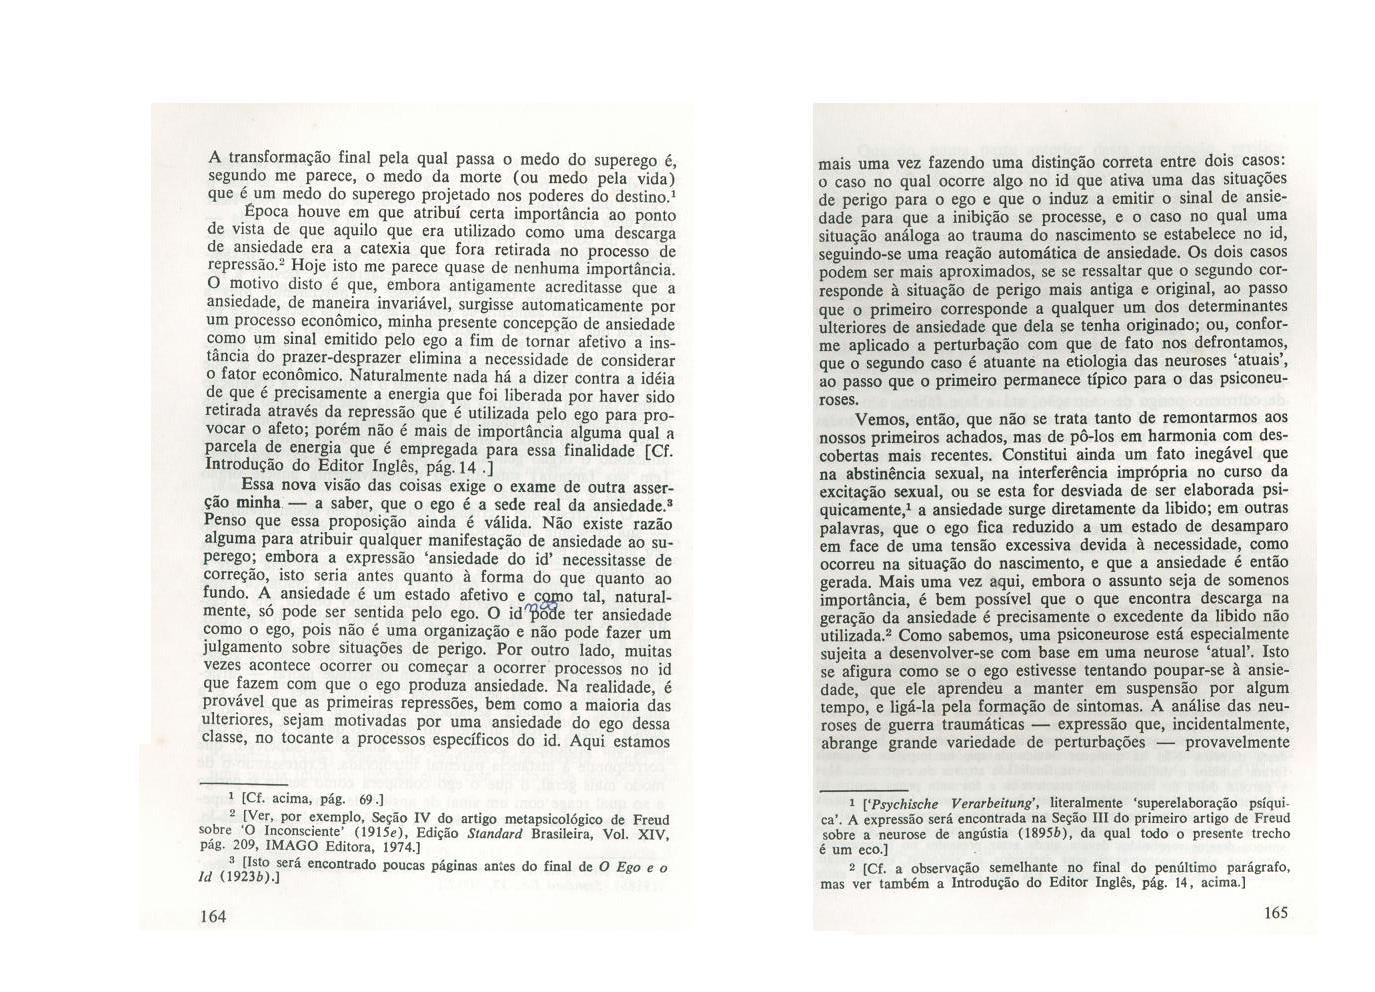 A transformação final pela qual passa o medo do superego é,
segundo me parece, o medo da morte (ou medo pela vida)
que é um medo do superego projetado nos poderes do destino.¹
Época houve em que atribuí certa importância ao ponto
de vista de que aquilo que era utilizado como uma descarga
de ansiedade era a catexia que fora retirada no processo de
repressão.² Hoje isto me parece quase de nenhuma importância.
O motivo disto é que, embora antigamente acreditasse que a
ansiedade, de maneira invariável, surgisse automaticamente por
um processo econômico, minha presente concepção de ansiedade
como um sinal emitido pelo ego a fim de tornar afetivo a ins-
tância do prazer-desprazer elimina a necessidade de considerar
o fator econômico. Naturalmente nada há a dizer contra a idéia
de que é precisamente a energia que foi liberada por haver sido
retirada através da repressão que é utilizada pelo ego para pro-
vocar o afeto; porém não é mais de importância alguma qual a
parcela de energia que é empregada para essa finalidade [Cf.
Introdução do Editor Inglês, pág. 14 .]
Essa nova visão das coisas exige o exame de outra asser-
ção minha — a saber, que o ego é a sede real da ansiedade.³
Penso que essa proposição ainda é válida. Não existe razão
alguma para atribuir qualquer manifestação de ansiedade ao su-
perego; embora a expressão ‘ansiedade do id’ necessitasse de
correção, isto seria antes quanto à forma do que quanto ao
fundo. A ansiedade é um estado afetivo e como tal, natural-
mente, só pode ser sentida pelo ego. O id não pode ter ansiedade
como o ego, pois não é uma organização e não pode fazer um
julgamento sobre situações de perigo. Por outro lado, muitas
vezes acontece ocorrer ou começar a ocorrer processos no id
que fazem com que o ego produza ansiedade. Na realidade, é
provável que as primeiras repressões, bem como a maioria das
ulteriores, sejam motivadas por uma ansiedade do ego dessa
classe, no tocante a processos específicos do id. Aqui estamos
¹ [Cf. acima, pág. 69 .]
² [Ver, por exemplo, Seção IV do artigo metapsicológico de Freud
sobre ‘O Inconsciente’ (1915e), Edição Standard Brasileira, Vol. XIV,
pág. 209, IMAGO Editora, 1974.]
³ [Isto será encontrado poucas páginas antes do final de O Ego e o
Id (1923b).]
164
mais uma vez fazendo uma distinção correta entre dois casos:
o caso no qual ocorre algo no id que ativa uma das situações
de perigo para o ego e que o induz a emitir o sinal de ansie-
dade para que a inibição se processe, e o caso no qual uma
situação análoga ao trauma do nascimento se estabelece no id,
seguindo-se uma reação automática de ansiedade. Os dois casos
podem ser mais aproximados, se se ressaltar que o segundo cor-
responde à situação de perigo mais antiga e original, ao passo
que o primeiro corresponde a qualquer um dos determinantes
ulteriores de ansiedade que dela se tenha originado; ou, confor-
me aplicado a perturbação com que de fato nos defrontamos,
que o segundo caso é atuante na etiologia das neuroses ‘atuais’,
ao passo que o primeiro permanece típico para o das psiconeu-
roses.
Vemos, então, que não se trata tanto de remontarmos aos
nossos primeiros achados, mas de pô-los em harmonia com des-
cobertas mais recentes. Constitui ainda um fato inegável que
na abstinência sexual, na interferência imprópria no curso da
excitação sexual, ou se esta for desviada de ser elaborada psi-
quicamente,¹ a ansiedade surge diretamente da libido; em outras
palavras, que o ego fica reduzido a um estado de desamparo
em face de uma tensão excessiva devida à necessidade, como
ocorreu na situação do nascimento, e que a ansiedade é então
gerada. Mais uma vez aqui, embora o assunto seja de somenos
importância, é bem possível que o que encontra descarga na
geração da ansiedade é precisamente o excedente da libido não
utilizada.² Como sabemos, uma psiconeurose está especialmente
sujeita a desenvolver-se com base em uma neurose ‘atual’. Isto
se afigura como se o ego estivesse tentando poupar-se à ansie-
dade, que ele aprendeu a manter em suspensão por algum
tempo, e ligá-la pela formação de sintomas. A análise das neu-
roses de guerra traumáticas — expressão que, incidentalmente,
abrange grande variedade de perturbações — provavelmente
¹ [‘Psychische Verarbeitung’, literalmente ‘superelaboração psíqui-
ca’. A expressão será encontrada na Seção III do primeiro artigo de Freud
sobre a neurose de angústia (1895b), da qual todo o presente trecho
é um eco.]
² [Cf. a observação semelhante no final do penúltimo parágrafo,
mas ver também a Introdução do Editor Inglês, pág. 14, acima.]
165